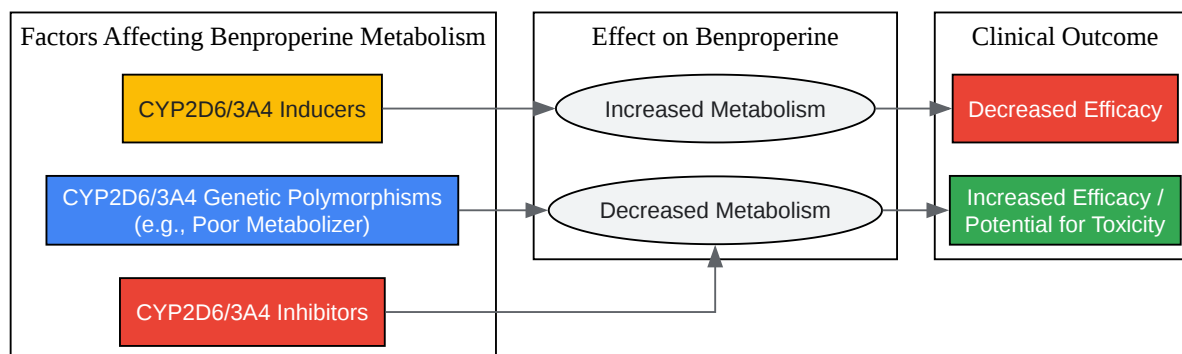 Factors Affecting Benproperine Metabolism
CYP2D6/3A4 Inducers
CYP2D6/3A4 Genetic Polymorphisms
(e.g., Poor Metabolizer)
CYP2D6/3A4 Inhibitors
Effect on Benproperine
Increased Metabolism
Decreased Metabolism
Clinical Outcome
Decreased Efficacy
Increased Efficacy /
Potential for Toxicity